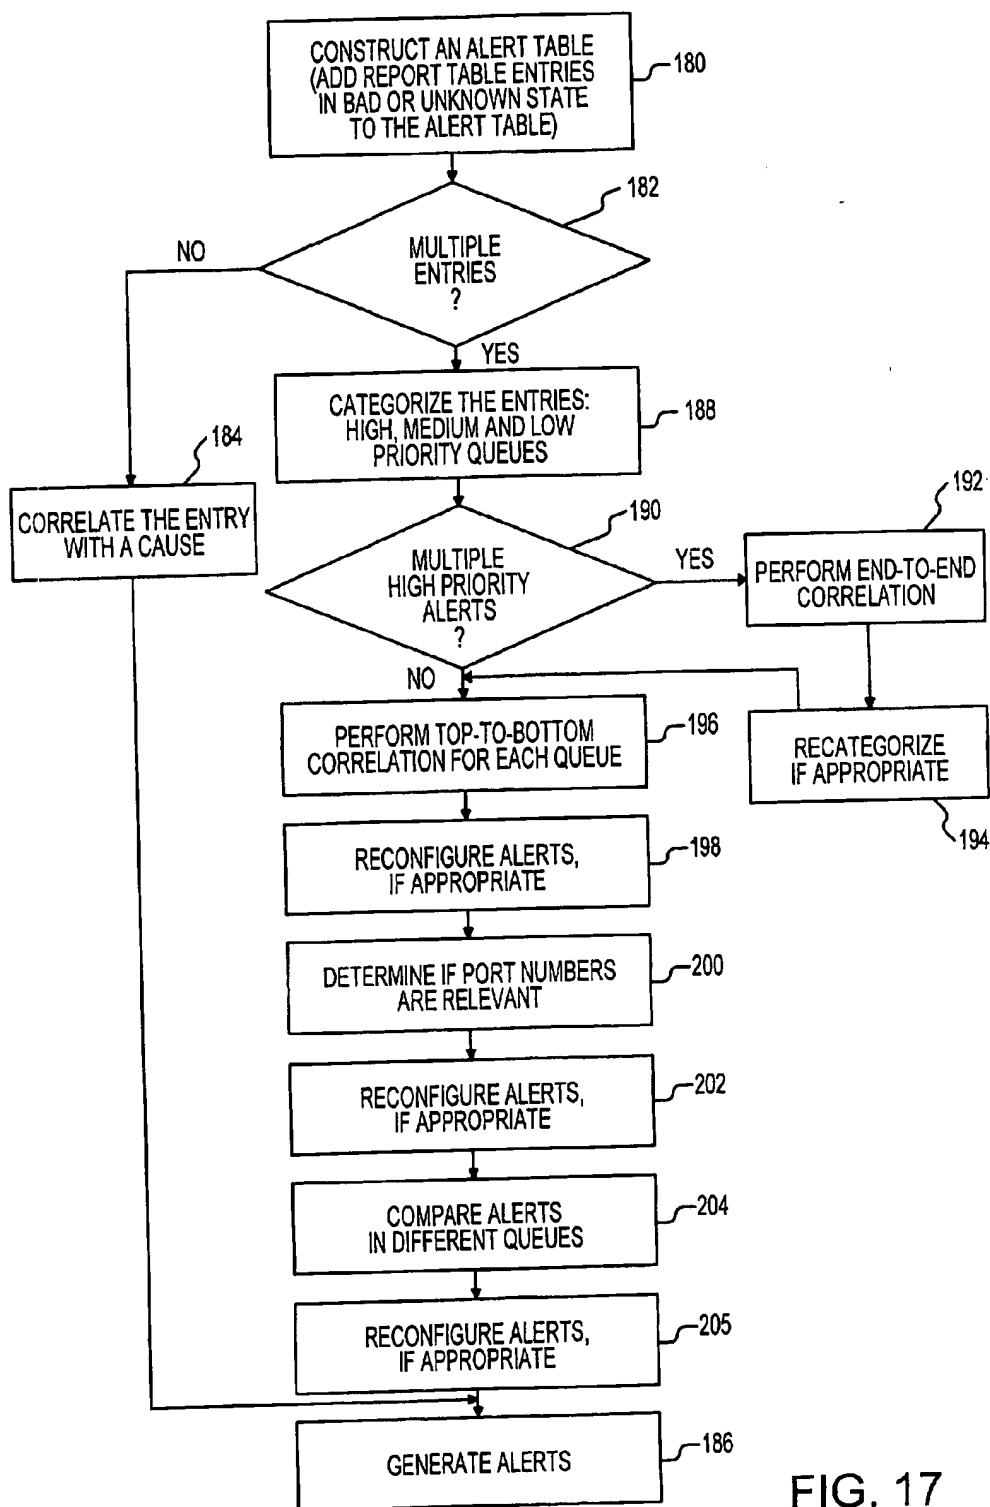 CONSTRUCT AN ALERT TABLE
(ADD REPORT TABLE ENTRIES
IN BAD OR UNKNOWN STATE
TO THE ALERT TABLE)
180
182
MULTIPLE
ENTRIES
?
NO
YES
CATEGORIZE THE ENTRIES:
HIGH, MEDIUM AND LOW
PRIORITY QUEUES
188
184
CORRELATE THE ENTRY
WITH A CAUSE
190
MULTIPLE
HIGH PRIORITY
ALERTS
?
YES
192
PERFORM END-TO-END
CORRELATION
NO
RECATEGORIZE
IF APPROPRIATE
194
PERFORM TOP-TO-BOTTOM
CORRELATION FOR EACH QUEUE
196
RECONFIGURE ALERTS,
IF APPROPRIATE
198
DETERMINE IF PORT NUMBERS
ARE RELEVANT
200
RECONFIGURE ALERTS,
IF APPROPRIATE
202
COMPARE ALERTS
IN DIFFERENT QUEUES
204
RECONFIGURE ALERTS,
IF APPROPRIATE
205
GENERATE ALERTS
186
FIG. 17